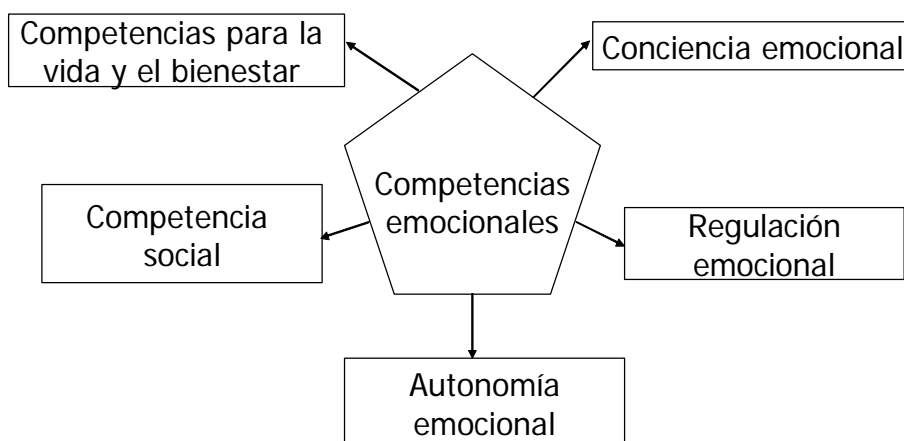 Competencias para la
vida y el bienestar
Conciencia emocional
Competencias
emocionales
Competencia
social
Regulación
emocional
Autonomía
emocional